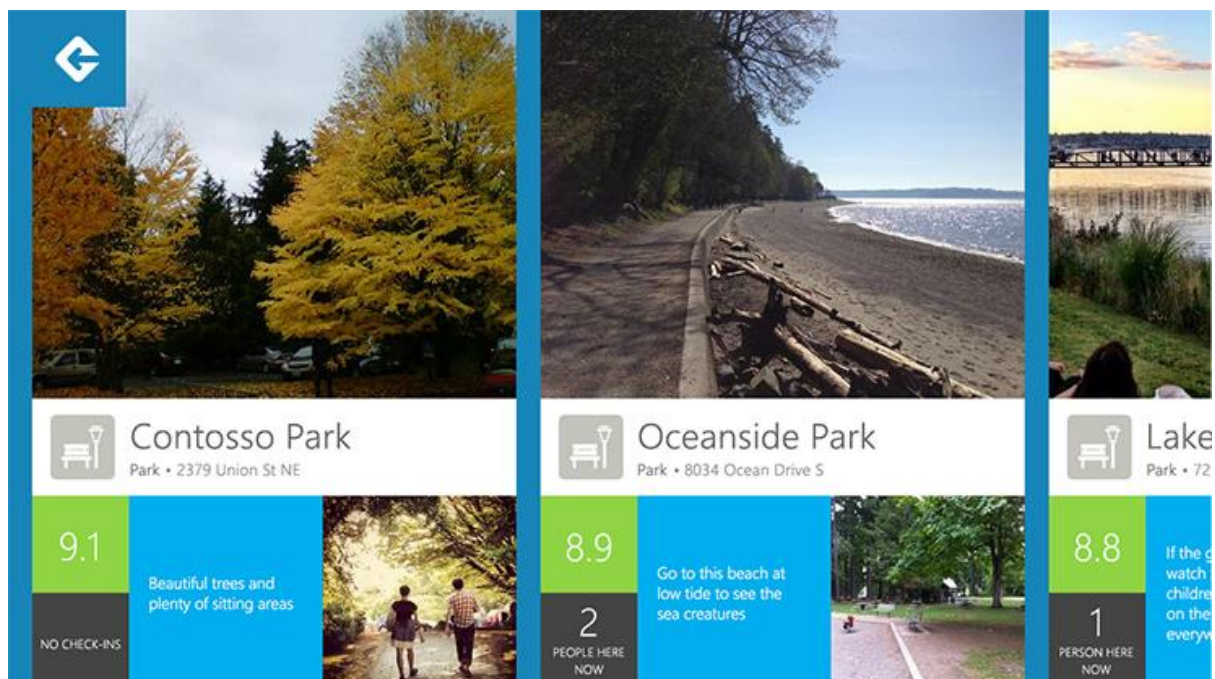 Contosso Park
Park • 2379 Union St NE
9.1
Beautiful trees and
plenty of sitting areas
NO CHECK-INS
Oceanside Park
Park • 8034 Ocean Drive S
8.9
Go to this beach at
low tide to see the
sea creatures
2
PEOPLE HERE
NOW
Lake
Park • 72
8.8
If the
watch
childre
on the
everyw
1
PERSON HERE
NOW